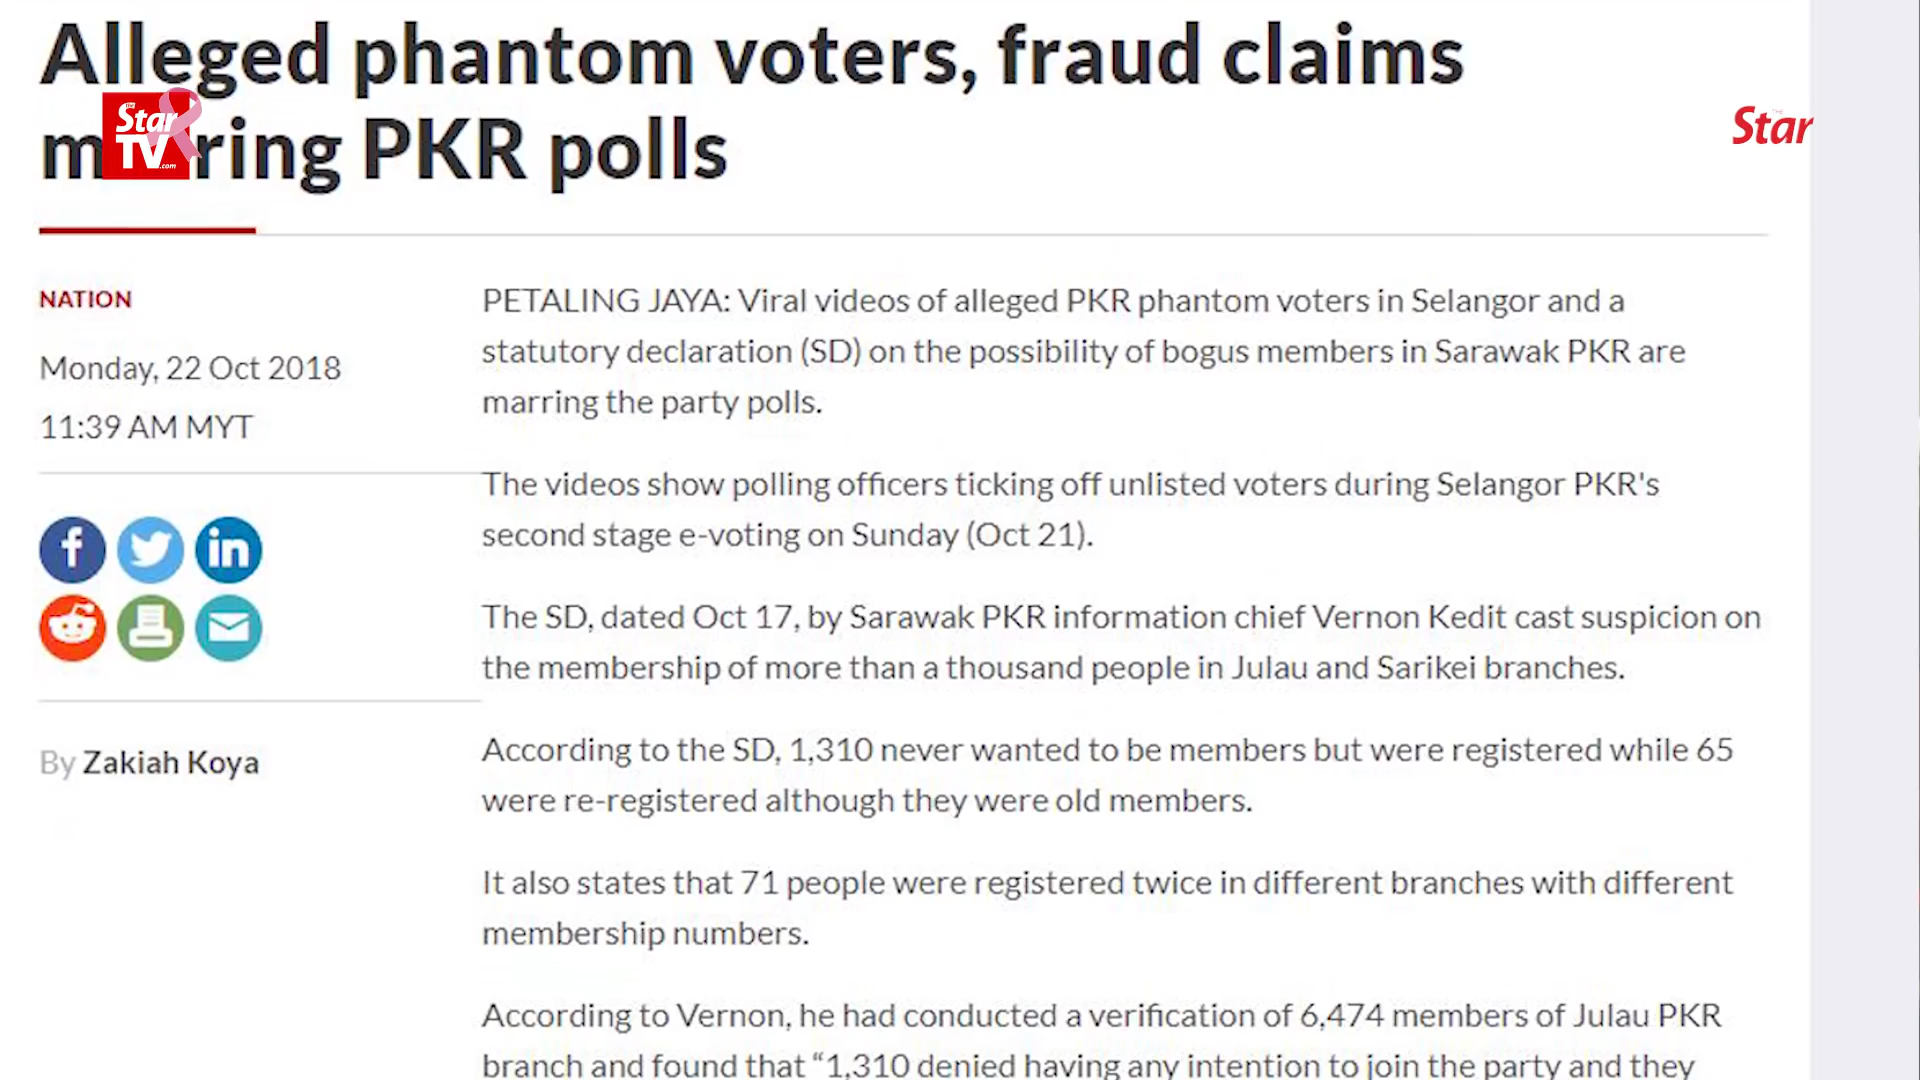 Alleged phantom voters, fraud claims
m ring PKR polls
The
Star
TV
.com
Star
NATION
Monday, 22 Oct 2018
11:39 AM MYT
By Zakiah Koya
PETALING JAYA: Viral videos of alleged PKR phantom voters in Selangor and a
statutory declaration (SD) on the possibility of bogus members in Sarawak PKR are
marring the party polls.
The videos show polling officers ticking off unlisted voters during Selangor PKR's
second stage e-voting on Sunday (Oct 21).
The SD, dated Oct 17, by Sarawak PKR information chief Vernon Kedit cast suspicion on
the membership of more than a thousand people in Julau and Sarikei branches.
According to the SD, 1,310 never wanted to be members but were registered while 65
were re-registered although they were old members.
It also states that 71 people were registered twice in different branches with different
membership numbers.
According to Vernon, he had conducted a verification of 6,474 members of Julau PKR
branch and found that “1,310 denied having any intention to join the party and they